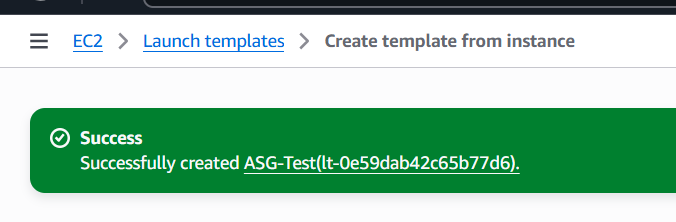 EC2 > Launch templates > Create template from instance
Success
Successfully created ASG-Test(lt-0e59dab42c65b77d6).